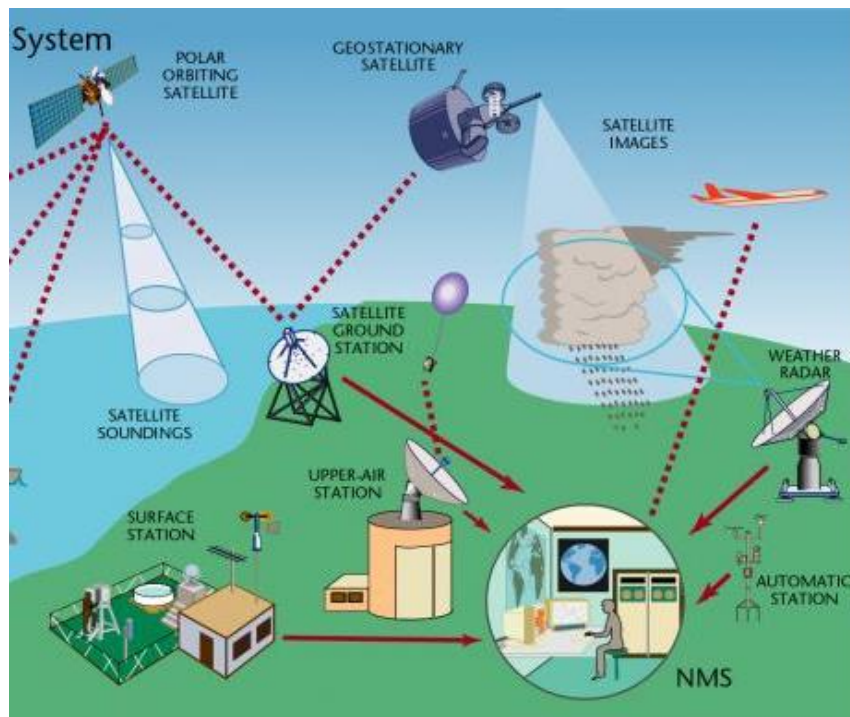 System
POLAR
ORBITING
SATELLITE
GEOSTATIONARY
SATELLITE
SATELLITE
IMAGES
SATELLITE
GROUND
STATION
WEATHER
RADAR
SATELLITE
SOUNDINGS
UPPER-AIR
STATION
SURFACE
STATION
AUTOMATIC
STATION
NMS